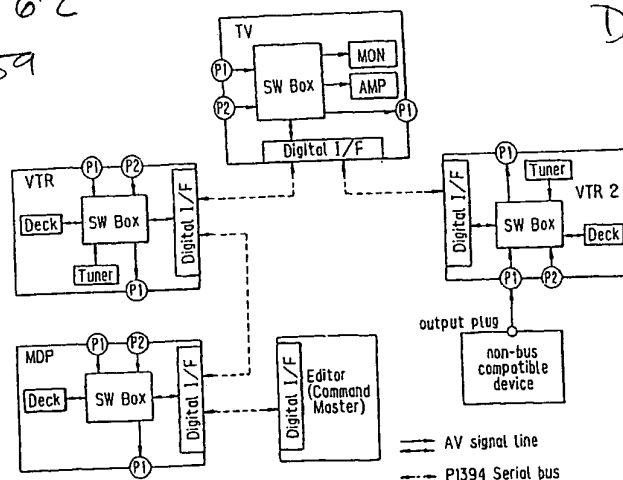 6 2
59
D
TV
MON
SW Box
AMP
P1
P2
P1
Digital I/F
VTR
P1
P2
Deck
SW Box
Tuner
P1
Digital I/F
P1
Tuner
VTR 2
Digital I/F
SW Box
Deck
P1
P2
output plug
non-bus
compatible
device
MDP
P1
P2
Deck
SW Box
P1
Digital I/F
Digital I/F
Editor
(Command
Master)
AV signal line
P1394 Serial bus